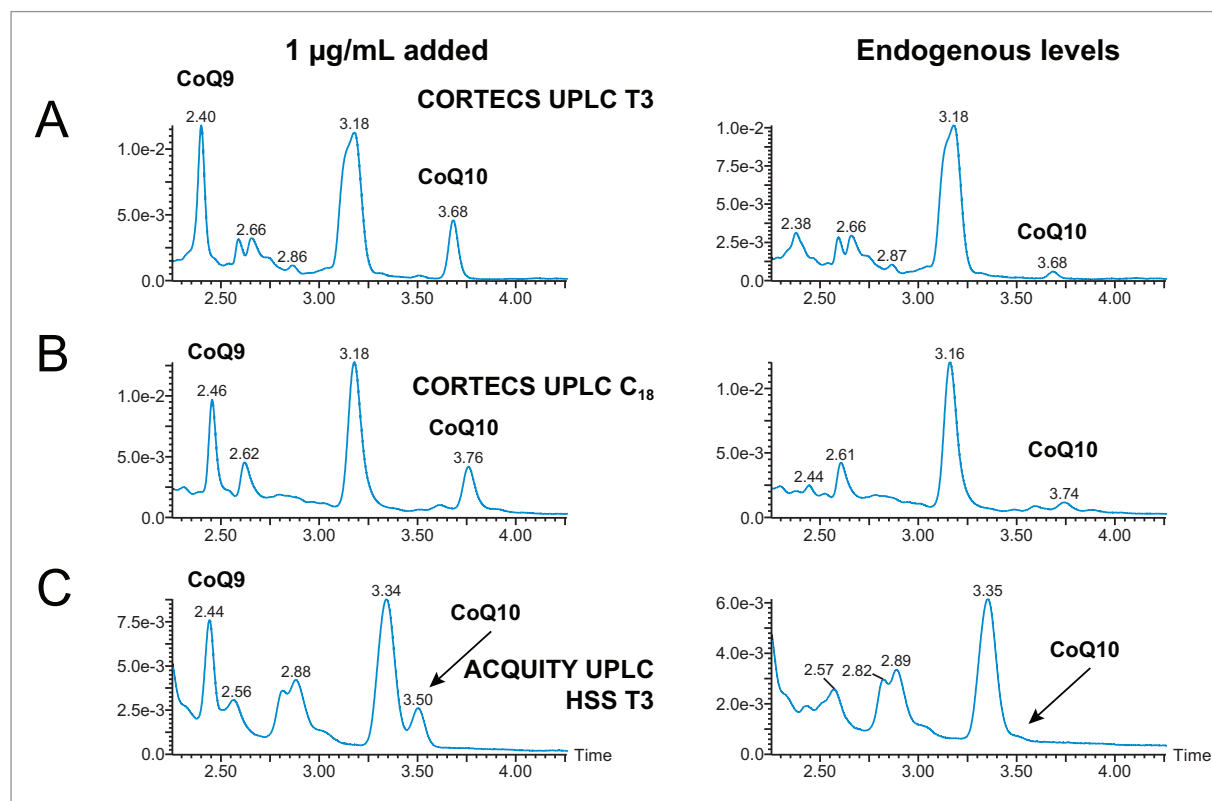 1 µg/mL added
Endogenous levels
A
CoQ9
CORTECS UPLC T3
2.40
3.18
CoQ10
3.68
2.66
2.86
1.0e-2
5.0e-3
0.0
2.50
3.00
3.50
4.00
3.18
CoQ10
2.38
2.66
2.87
3.68
1.0e-2
7.5e-3
5.0e-3
2.5e-3
0.0
2.50
3.00
3.50
4.00
B
CoQ9
CORTECS UPLC C18
2.46
3.18
CoQ10
3.76
2.62
1.0e-2
5.0e-3
0.0
2.50
3.00
3.50
4.00
3.16
CoQ10
2.44
2.61
3.74
1.0e-2
5.0e-3
0.0
2.50
3.00
3.50
4.00
C
CoQ9
2.44
3.34
CoQ10
ACQUITY UPLC
HSS T3
2.56
2.88
3.50
7.5e-3
5.0e-3
2.5e-3
0.0
Time
2.50
3.00
3.50
4.00
3.35
CoQ10
2.57
2.82
2.89
6.0e-3
4.0e-3
2.0e-3
0.0
Time
2.50
3.00
3.50
4.00